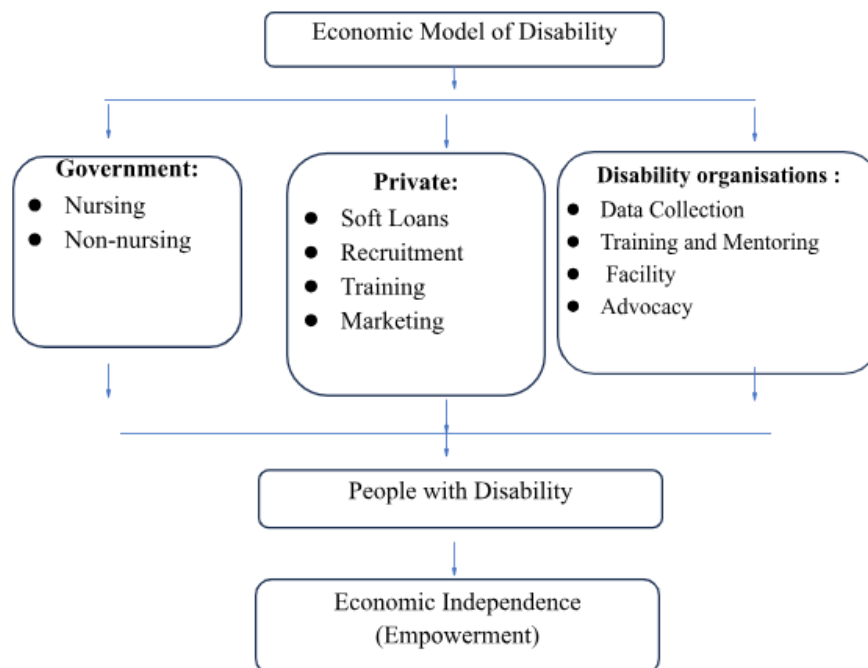 Economic Model of Disability
Government:
● Nursing
● Non-nursing
Private:
● Soft Loans
● Recruitment
● Training
● Marketing
Disability organisations :
● Data Collection
● Training and Mentoring
● Facility
● Advocacy
People with Disability
Economic Independence
(Empowerment)